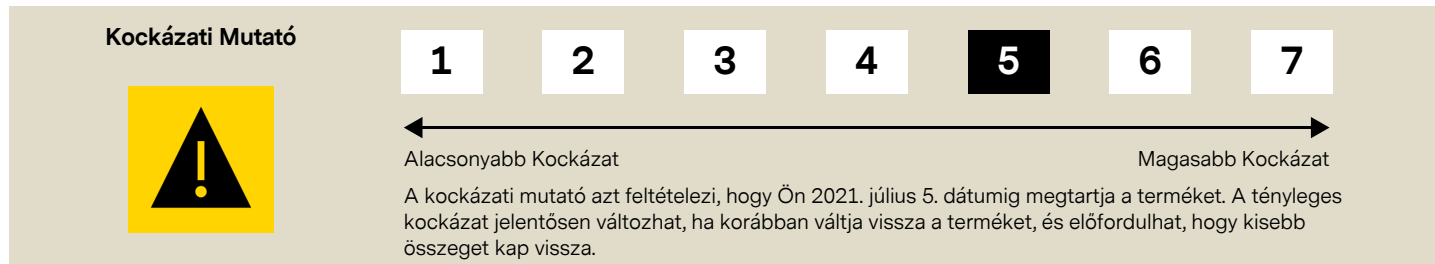 Kockázati Mutató
1 2 3 4 5 6 7
Alacsonyabb Kockázat Magasabb Kockázat
A kockázati mutató azt feltételezi, hogy Ön 2021. július 5. dátumig megtartja a terméket. A tényleges
kockázat jelentősen változhat, ha korábban váltja vissza a terméket, és előfordulhat, hogy kisebb
összeget kap vissza.